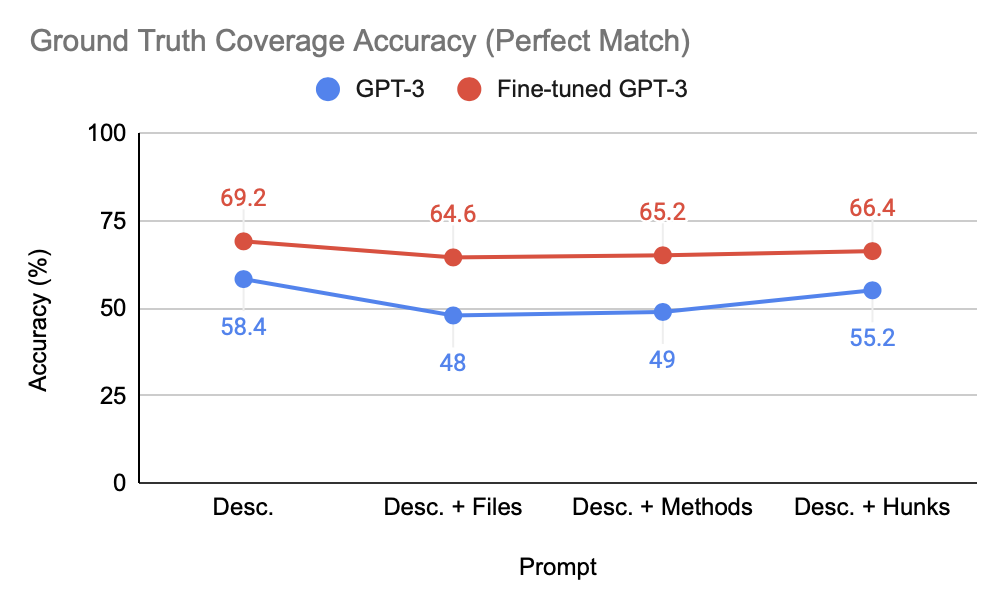 Ground Truth Coverage Accuracy (Perfect Match)
GPT-3 Fine-tuned GPT-3
Accuracy (%)
100
75
50
25
0
69.2 64.6 65.2 66.4
58.4 48 49 55.2
Desc. Desc. + Files Desc. + Methods Desc. + Hunks
Prompt